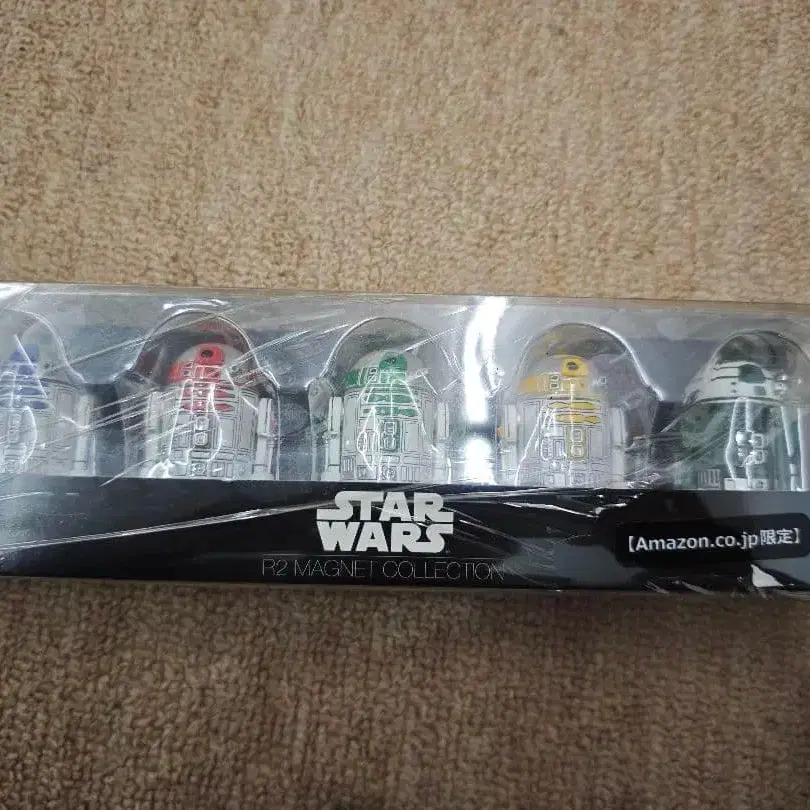 STAR
WARS
R2 MAGNET COLLECTION
【Amazon.co.jp限定】